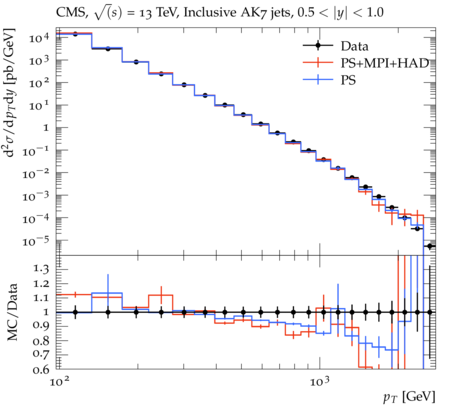 CMS, √(s) = 13 TeV, Inclusive AK7 jets, 0.5 < |y| < 1.0
d²σ/dp_T dy [pb/GeV]
10⁴
10³
10²
10¹
1
10⁻¹
10⁻²
10⁻³
10⁻⁴
10⁻⁵
Data
PS+MPI+HAD
PS
MC/Data
1.3
1.2
1.1
1
0.9
0.8
0.7
0.6
10²
10³
p_T [GeV]